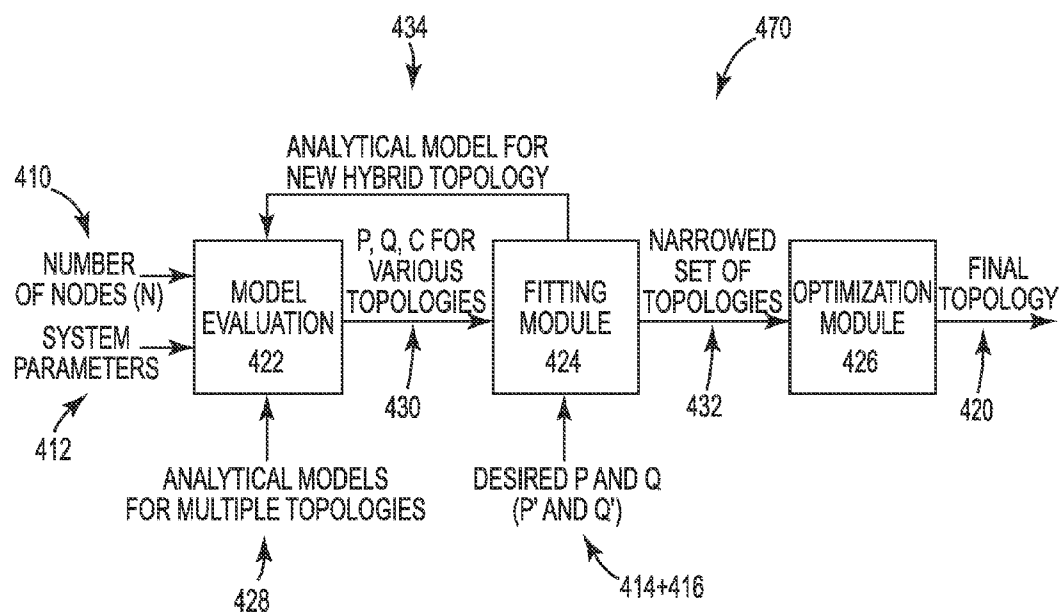 434
470
ANALYTICAL MODEL FOR
NEW HYBRID TOPOLOGY
410
NUMBER
OF NODES (N)
SYSTEM
PARAMETERS
412
MODEL
EVALUATION
422
P, Q, C FOR
VARIOUS
TOPOLOGIES
430
FITTING
MODULE
424
NARROWED
SET OF
TOPOLOGIES
432
OPTIMIZATION
MODULE
426
FINAL
TOPOLOGY
420
ANALYTICAL MODELS
FOR MULTIPLE TOPOLOGIES
428
DESIRED P AND Q
(P' AND Q')
414+416